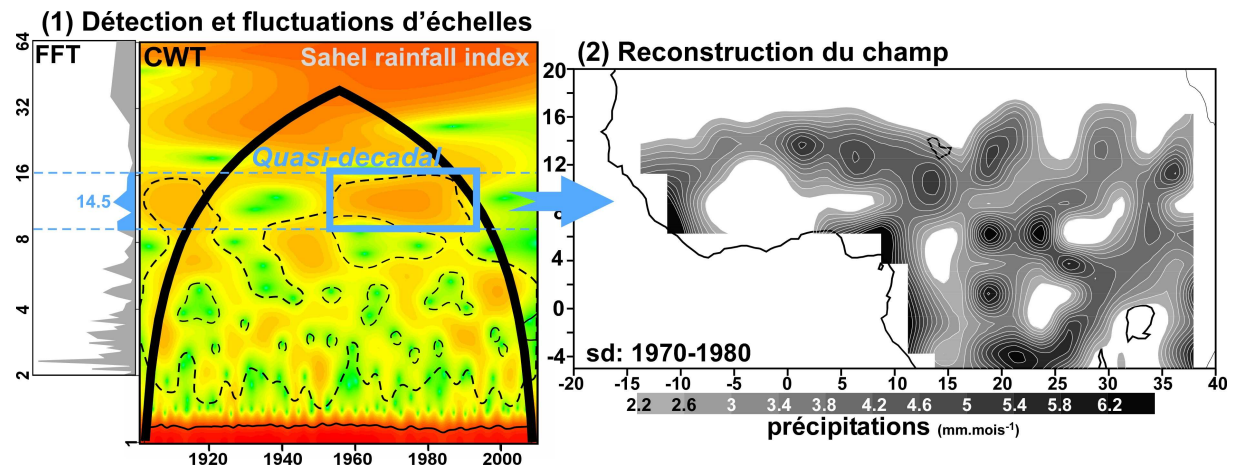 (1) Détection et fluctuations d'échelles
FFT
CWT
Sahel rainfall index
64
32
16
14.5
8
4
2
1
Quasi-decadal
1920 1940 1960 1980 2000
(2) Reconstruction du champ
20
16
12
8
4
0
-4
sd: 1970-1980
-20 -15 -10 -5 0 5 10 15 20 25 30 35 40
2.2 2.6 3 3.4 3.8 4.2 4.6 5 5.4 5.8 6.2
précipitations (mm.mois-1)